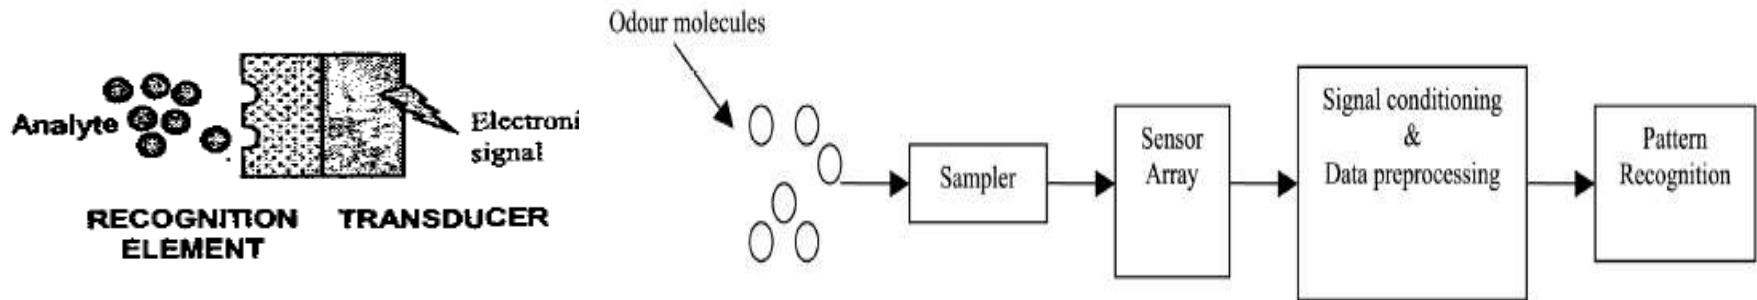 Analyte
Electroni
signal
RECOGNITION
ELEMENT
TRANSDUCER
Odour molecules
Sampler
Sensor
Array
Signal conditioning
&
Data preprocessing
Pattern
Recognition